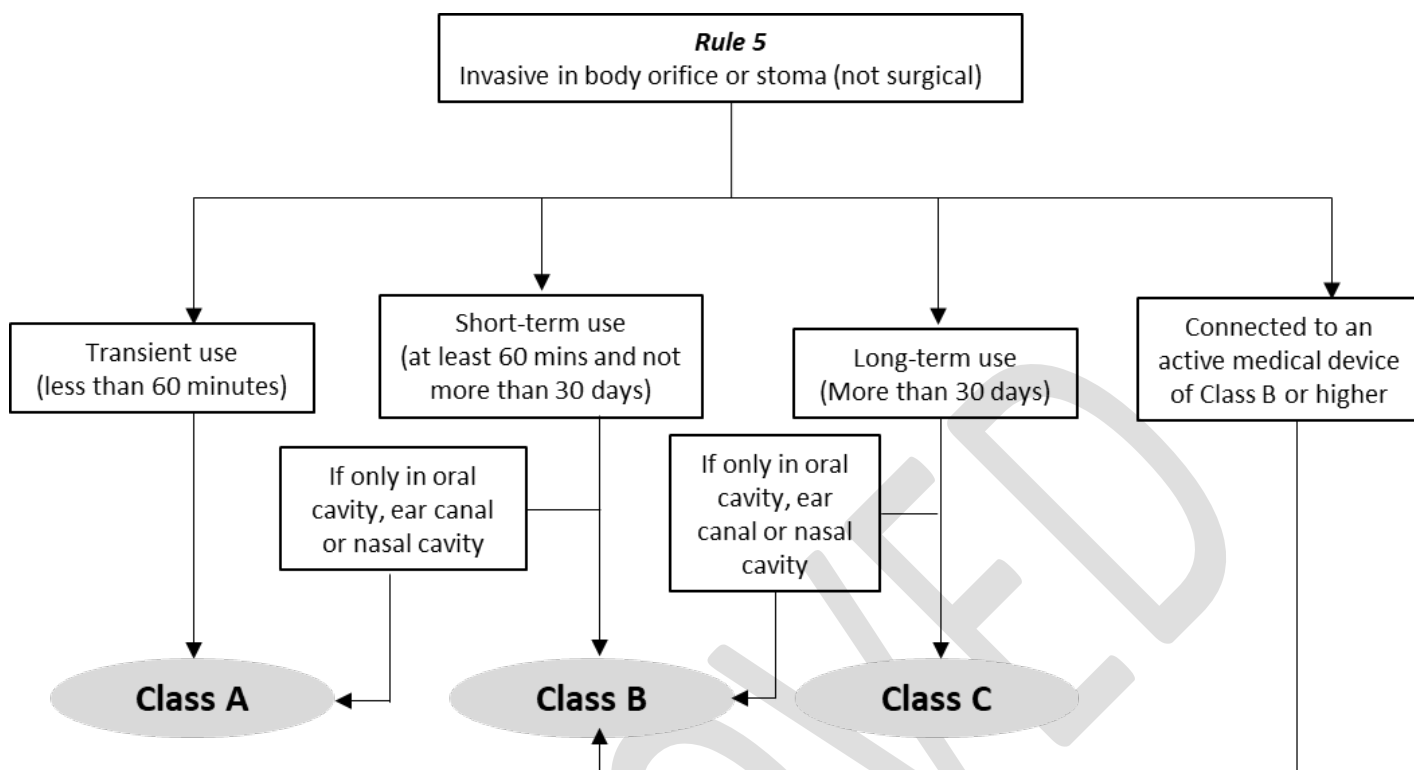 Rule 5
Invasive in body orifice or stoma (not surgical)
Transient use
(less than 60 minutes)
Short-term use
(at least 60 mins and not
more than 30 days)
Long-term use
(More than 30 days)
Connected to an
active medical device
of Class B or higher
If only in oral
cavity, ear canal
or nasal cavity
If only in oral
cavity, ear
canal or nasal
cavity
Class A
Class B
Class C